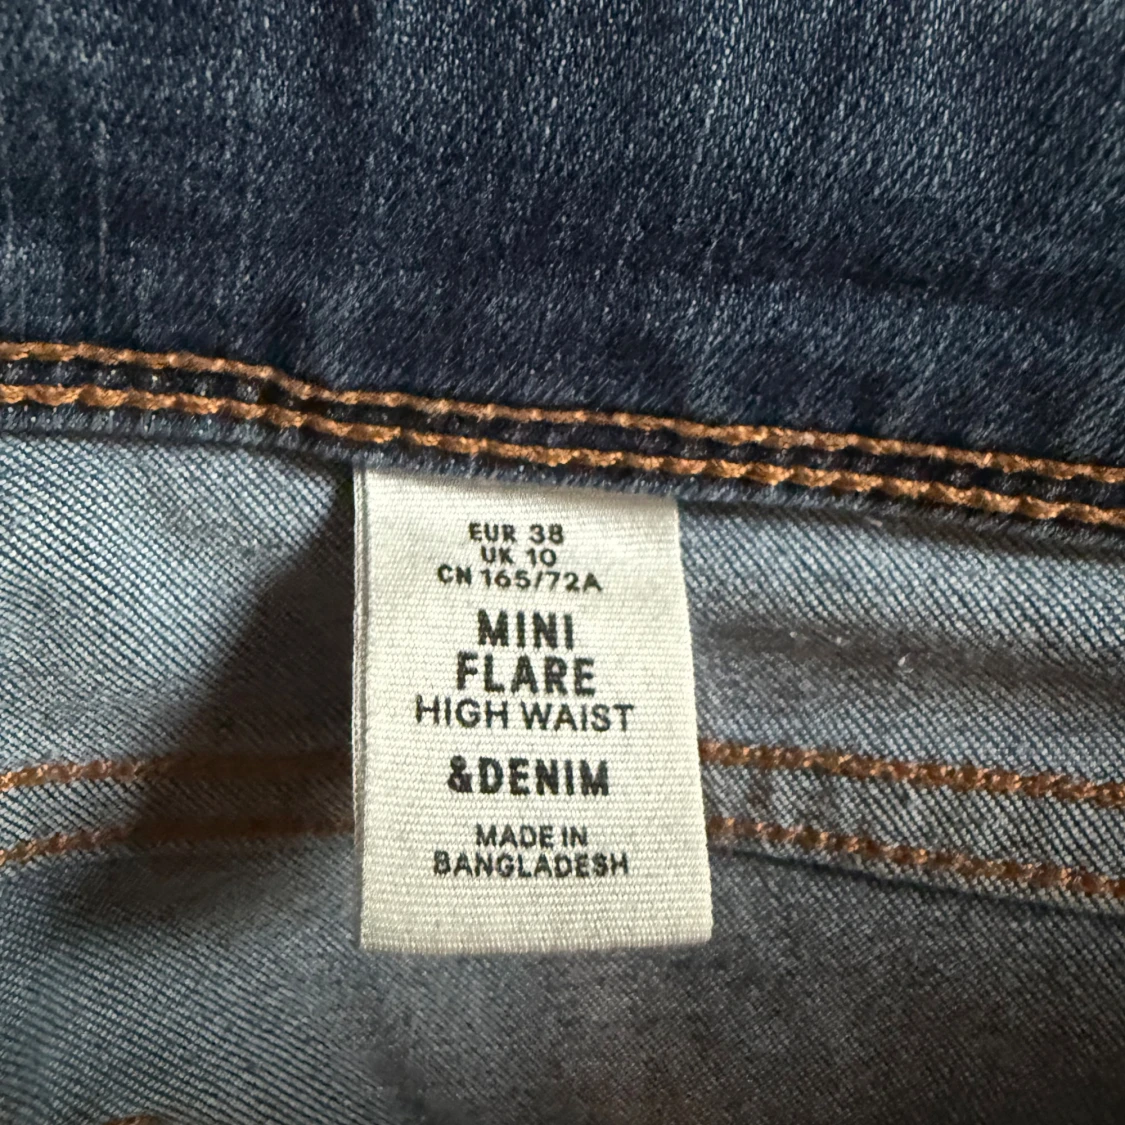 EUR 38
UK 10
CN 165/72A
MINI
FLARE
HIGH WAIST
&DENIM
MADE IN
BANGLADESH